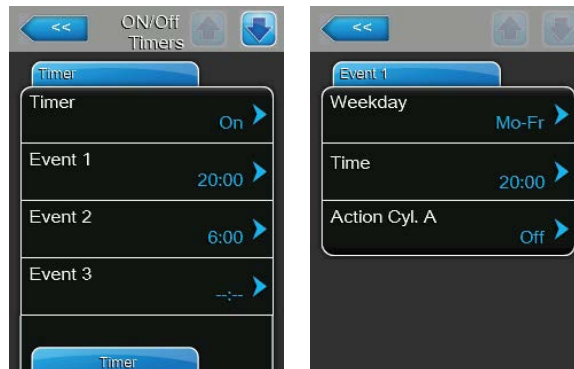 <<
ON/Off
Timers
Timer
Timer
On
Event 1
20:00
Event 2
6:00
Event 3
--:--
Timer
<<
Event 1
Weekday
Mo-Fr
Time
20:00
Action Cyl. A
Off